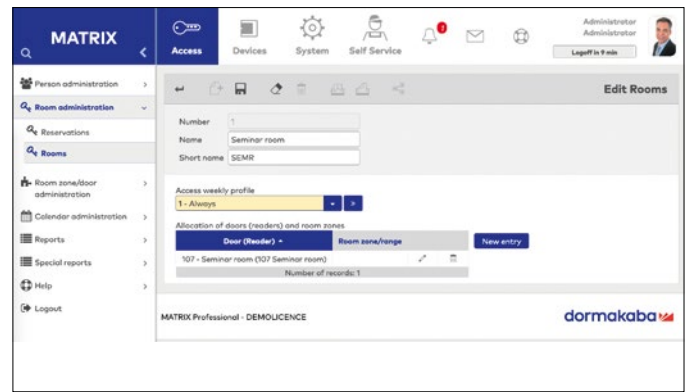 MATRIX
Access
Devices
System
Self Service
Administrator
Administrator
Logoff in 9 min
Person administration
Room administration
Reservations
Rooms
Room zone/door
administration
Calendar administration
Reports
Special reports
Help
Logout
Edit Rooms
Number 1
Name Seminar room
Short name SEMR
Access weekly profile
1 - Always
Allocation of doors (readers) and room zones
Door (Reader) Room zone/range New entry
107 - Seminar room (107 Seminar room)
Number of records: 1
MATRIX Professional - DEMOLICENCE
dormakaba